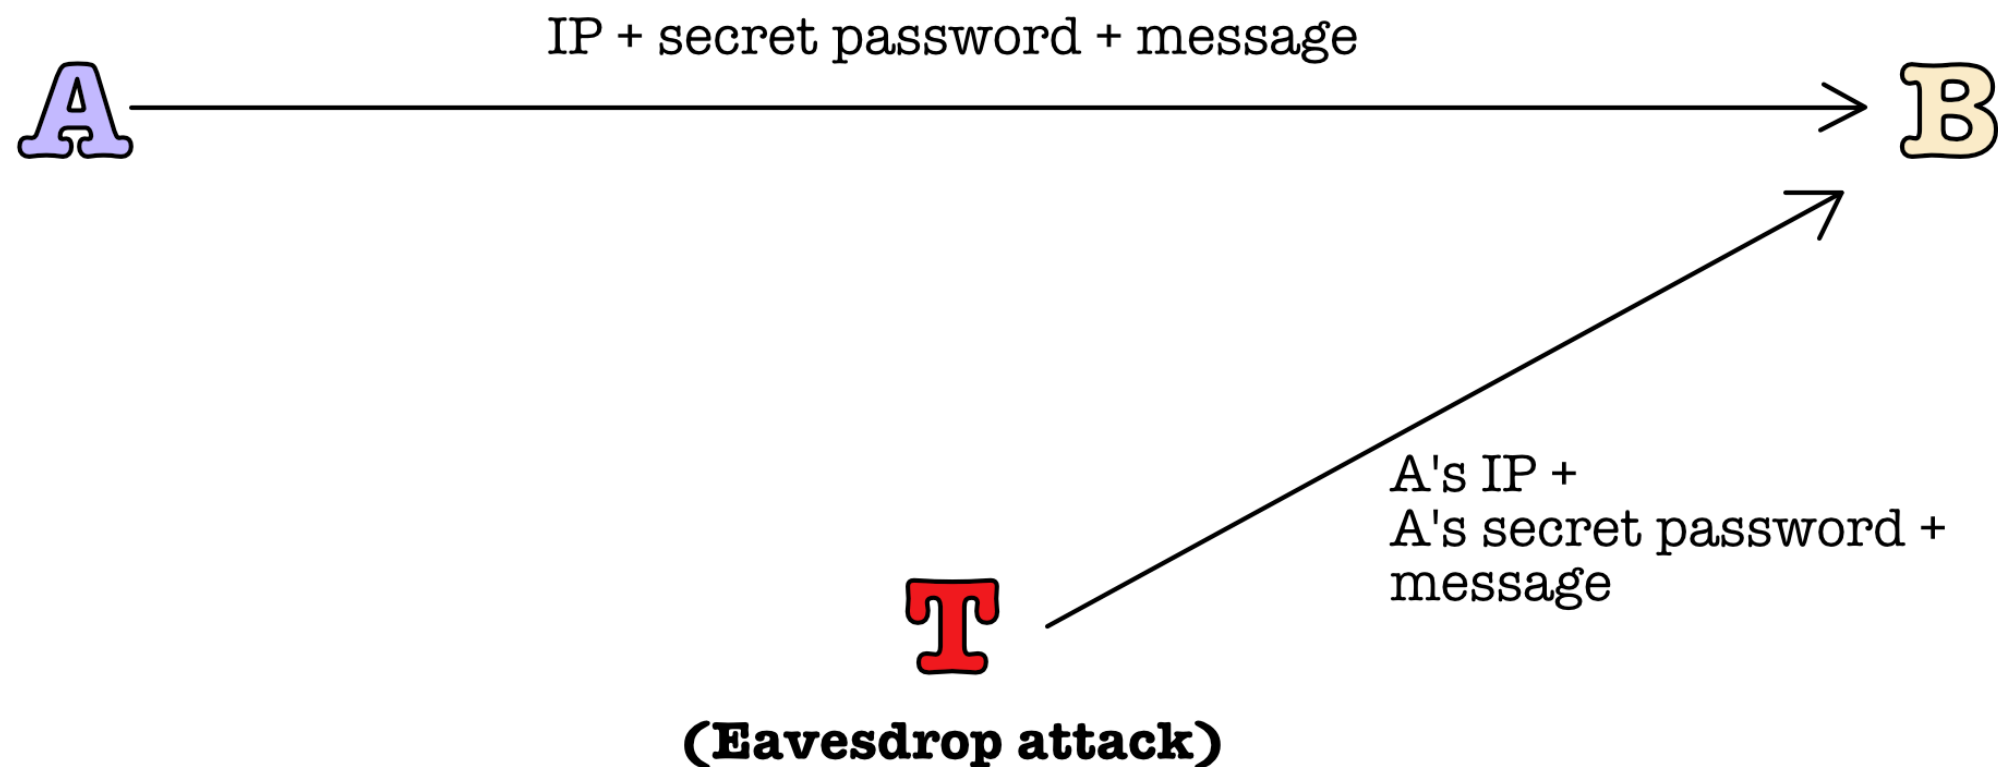 IP + secret password + message
A
B
A's IP +
A's secret password +
message
T
(Eavesdrop attack)